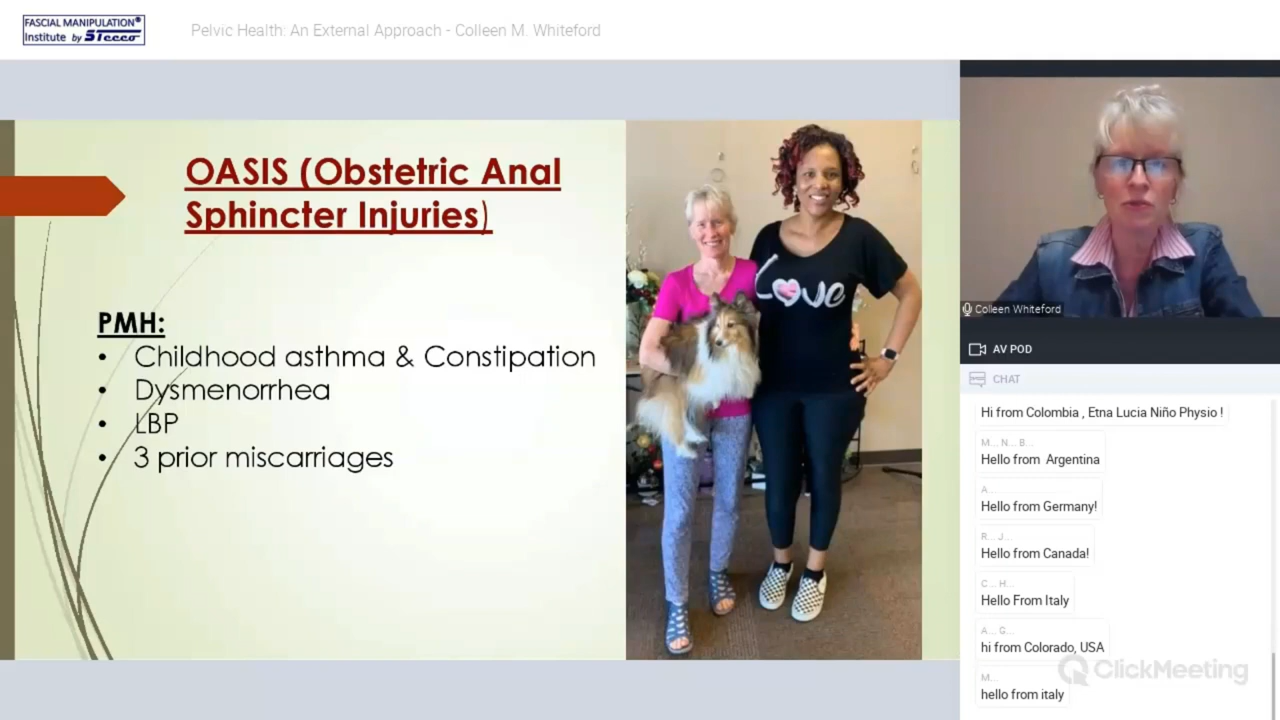 FASCIAL MANIPULATION®
Institute by STECCO
Pelvic Health: An External Approach - Colleen M. Whiteford
OASIS (Obstetric Anal
Sphincter Injuries)
PMH:
• Childhood asthma & Constipation
• Dysmenorrhea
• LBP
• 3 prior miscarriages
Love
Colleen Whiteford
AV POD
CHAT
Hi from Colombia , Etna Lucia Niño Physio !
M... N... B...
Hello from Argentina
A...
Hello from Germany!
R... J...
Hello from Canada!
C... H...
Hello From Italy
A... G...
hi from Colorado, USA
M...
hello from italy
ClickMeeting